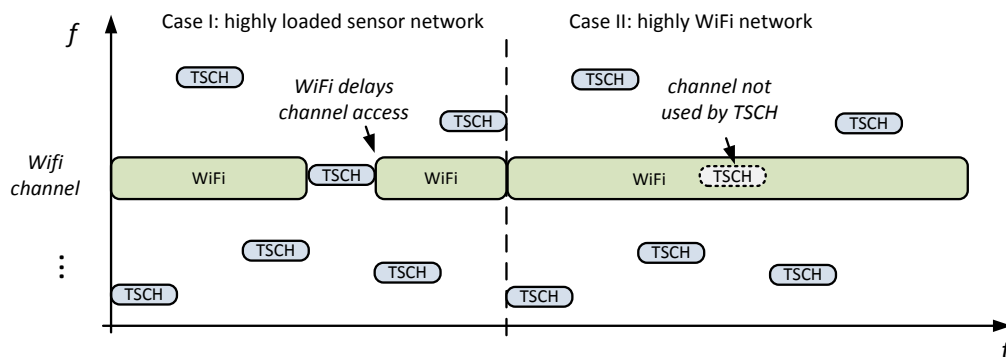 Case I: highly loaded sensor network
Case II: highly WiFi network
f
TSCH
WiFi delays
channel access
TSCH
TSCH
channel not
used by TSCH
TSCH
Wifi
channel
WiFi
TSCH
WiFi
WiFi
TSCH
⋮
TSCH
TSCH
TSCH
TSCH
TSCH
TSCH
t